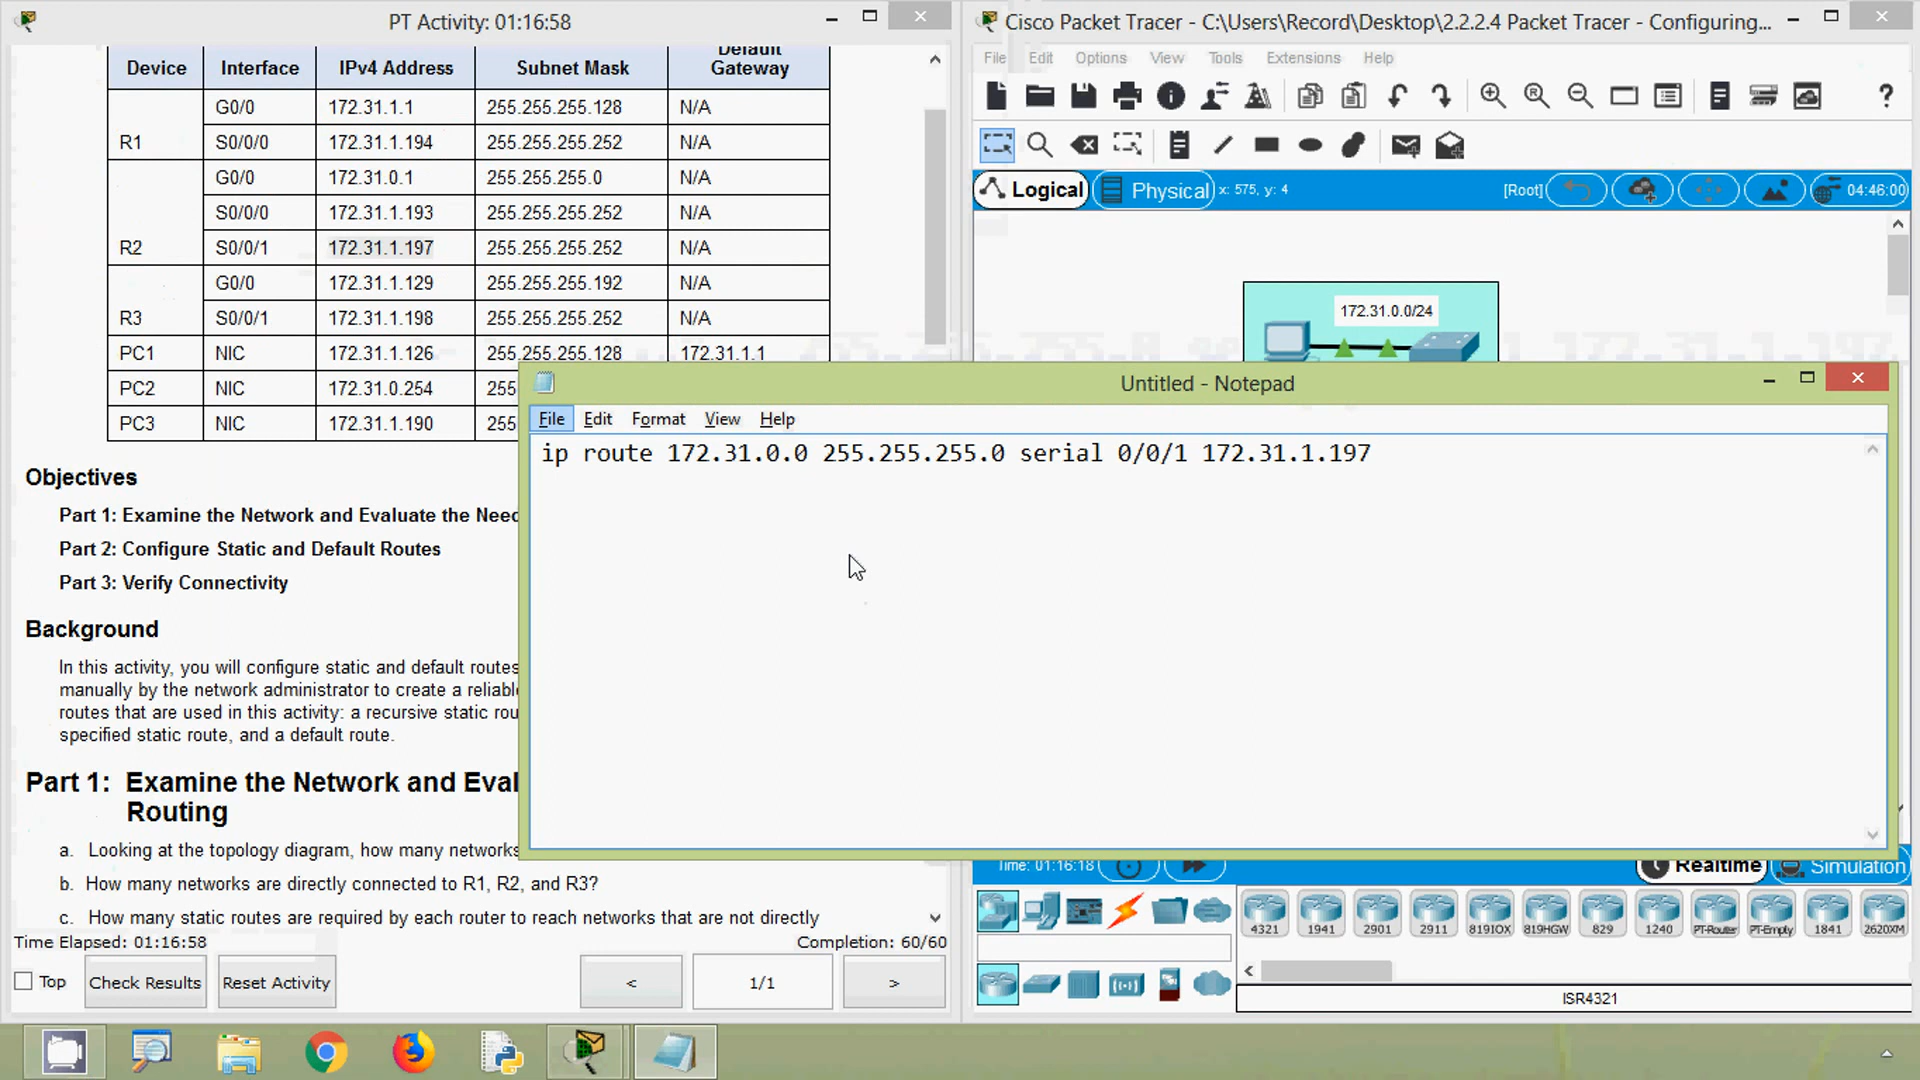 PT Activity: 01:16:58
Device Interface IPv4 Address Subnet Mask Default Gateway
G0/0 172.31.1.1 255.255.255.128 N/A
R1 S0/0/0 172.31.1.194 255.255.255.252 N/A
G0/0 172.31.0.1 255.255.255.0 N/A
S0/0/0 172.31.1.193 255.255.255.252 N/A
R2 S0/0/1 172.31.1.197 255.255.255.252 N/A
G0/0 172.31.1.129 255.255.255.192 N/A
R3 S0/0/1 172.31.1.198 255.255.255.252 N/A
PC1 NIC 172.31.1.126 255.255.255.128 172.31.1.1
PC2 NIC 172.31.0.254 255
PC3 NIC 172.31.1.190 255
Objectives
Part 1: Examine the Network and Evaluate the Need
Part 2: Configure Static and Default Routes
Part 3: Verify Connectivity
Background
In this activity, you will configure static and default routes
manually by the network administrator to create a reliable
routes that are used in this activity: a recursive static rou
specified static route, and a default route.
Part 1: Examine the Network and Eval
Routing
a. Looking at the topology diagram, how many networks
b. How many networks are directly connected to R1, R2, and R3?
c. How many static routes are required by each router to reach networks that are not directly
Time Elapsed: 01:16:58 Completion: 60/60
Top Check Results Reset Activity < 1/1 >
Cisco Packet Tracer - C:\Users\Record\Desktop\2.2.2.4 Packet Tracer - Configuring...
File Edit Options View Tools Extensions Help
Logical Physical x: 575, y: 4 [Root] 04:46:00
172.31.0.0/24
Untitled - Notepad
File Edit Format View Help
ip route 172.31.0.0 255.255.255.0 serial 0/0/1 172.31.1.197
Time: 01:16:18 Realtime Simulation
4321 1941 2901 2911 819IOX 819HGW 829 1240 PT-Router PT-Empty 1841 2620XM
ISR4321